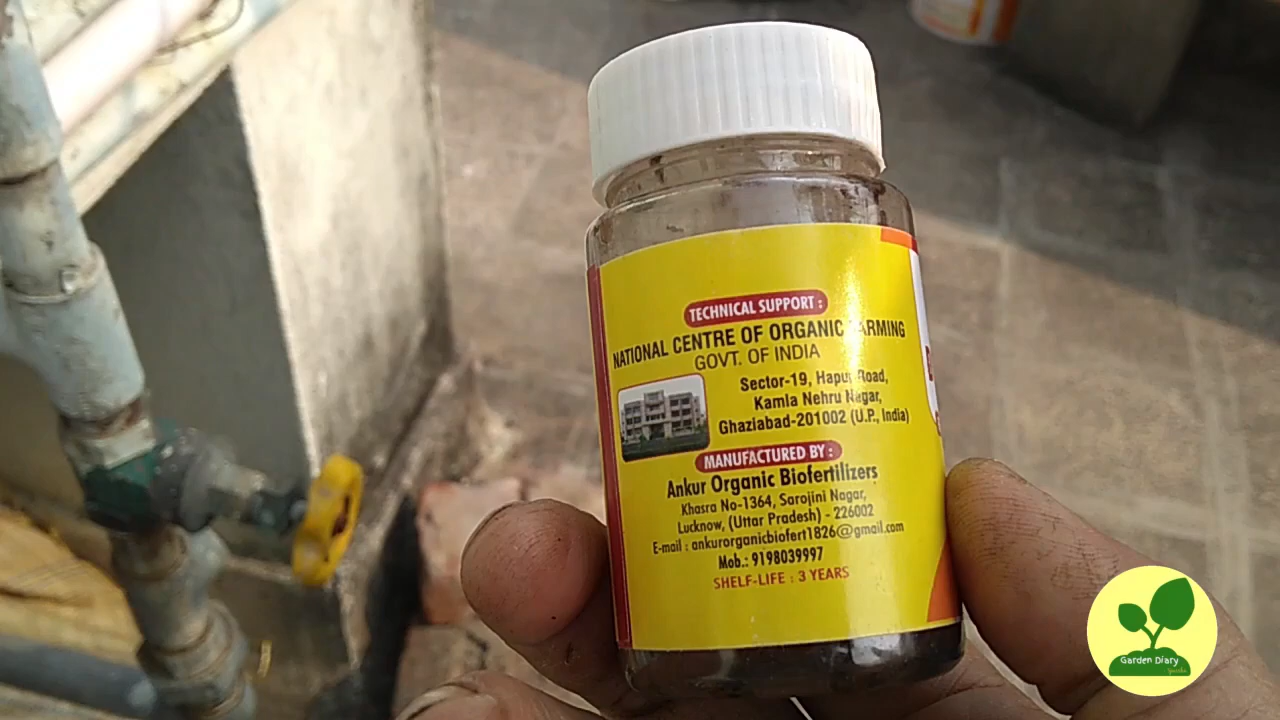 TECHNICAL SUPPORT :
NATIONAL CENTRE OF ORGANIC FARMING
GOVT. OF INDIA
Sector-19, Hapur Road,
Kamla Nehru Nagar,
Ghaziabad-201002 (U.P., India)
MANUFACTURED BY :
Ankur Organic Biofertilizers
Khasra No-1364, Sarojini Nagar,
Lucknow, (Uttar Pradesh) - 226002
E-mail : ankurorganicbiofert1826@gmail.com
Mob.: 9198039997
SHELF-LIFE : 3 YEARS
Garden Diary